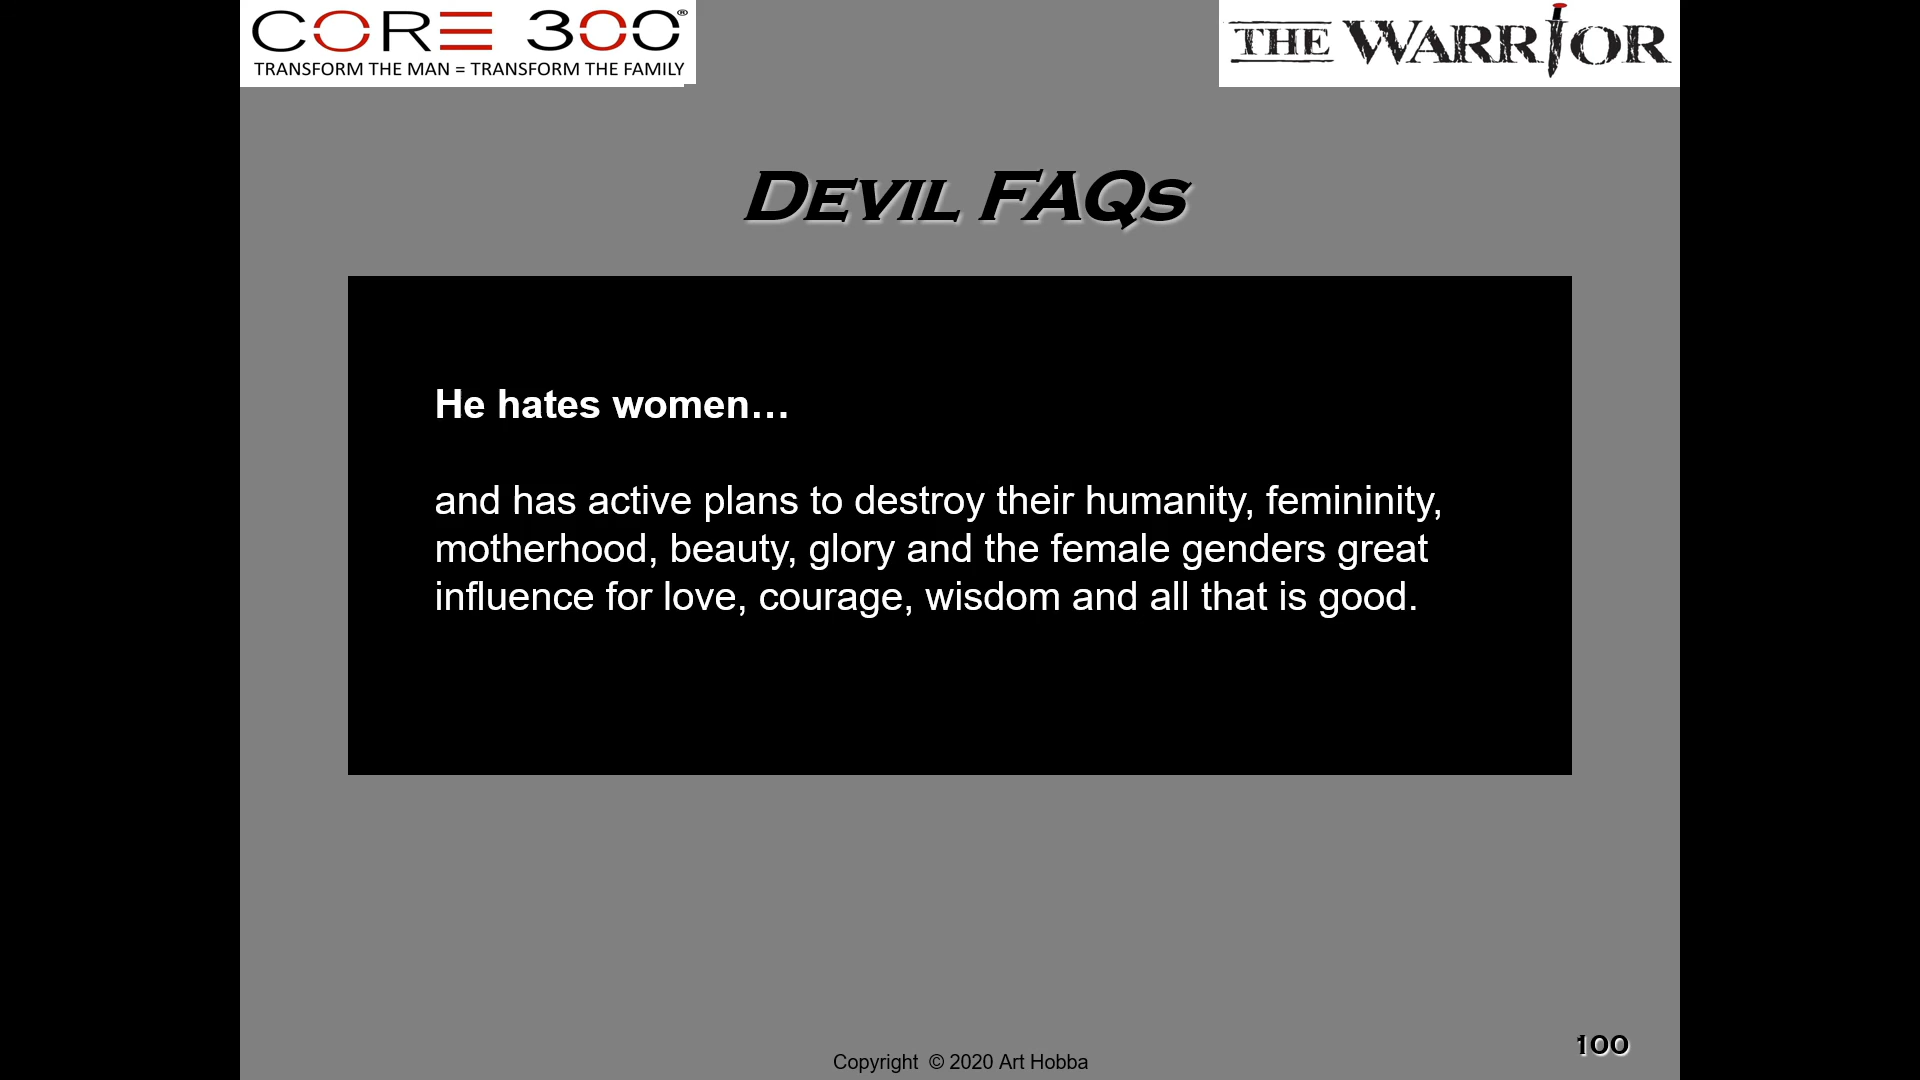 CORE 300®
TRANSFORM THE MAN = TRANSFORM THE FAMILY
THE WARRIOR
DEVIL FAQS
He hates women…
and has active plans to destroy their humanity, femininity,
motherhood, beauty, glory and the female genders great
influence for love, courage, wisdom and all that is good.
100
Copyright © 2020 Art Hobba